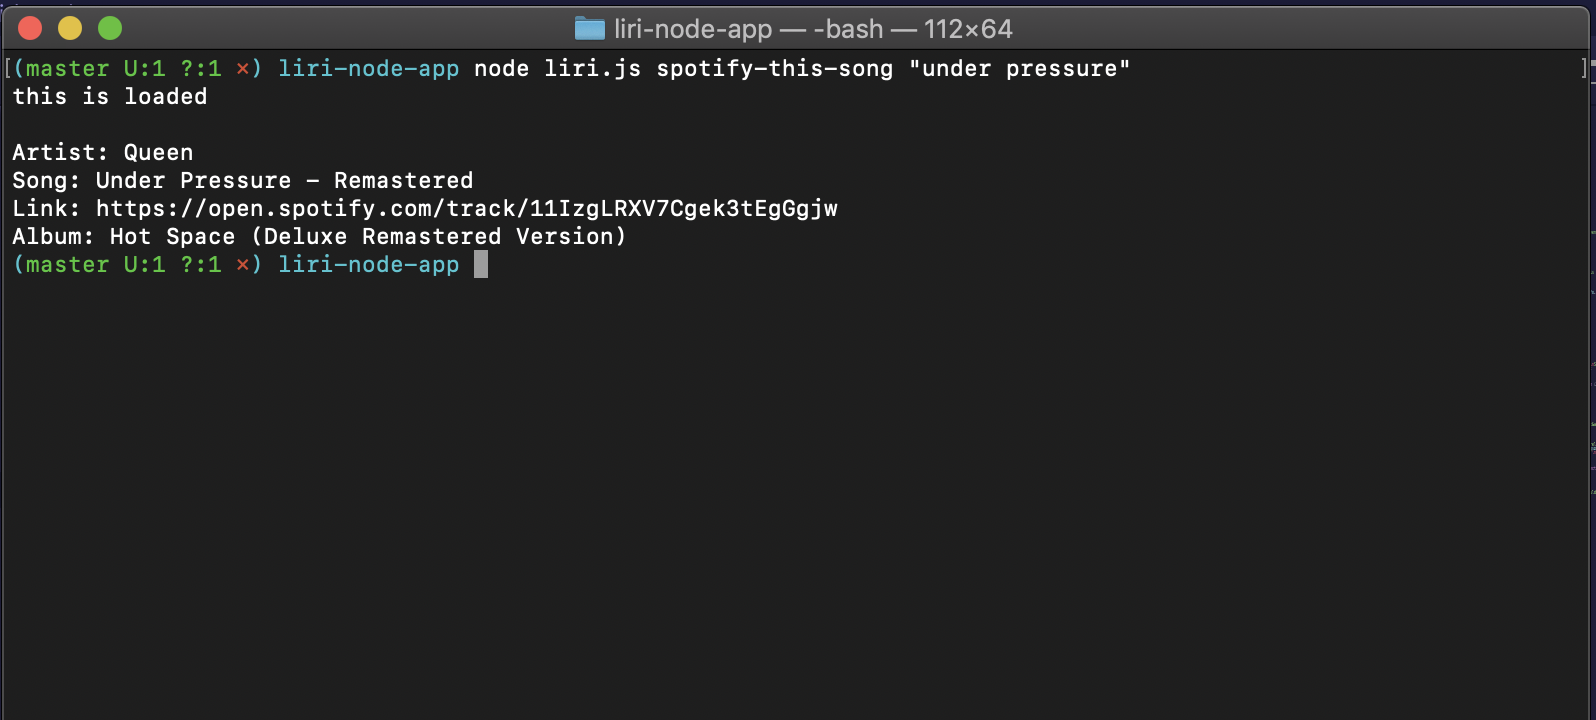 liri-node-app — -bash — 112×64
[(master U:1 ?:1 ×) liri-node-app node liri.js spotify-this-song "under pressure" ]
this is loaded
Artist: Queen
Song: Under Pressure - Remastered
Link: https://open.spotify.com/track/11IzgLRXV7Cgek3tEgGgjw
Album: Hot Space (Deluxe Remastered Version)
(master U:1 ?:1 ×) liri-node-app